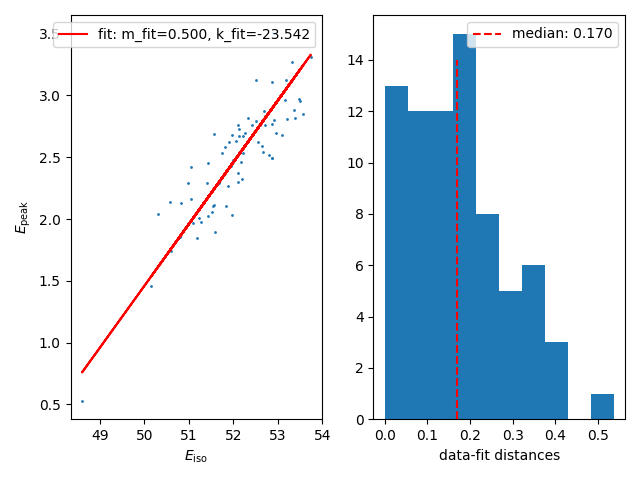 fit: m_fit=0.500, k_fit=-23.542
3.5
3.0
2.5
2.0
1.5
1.0
0.5
E_peak
49 50 51 52 53 54
E_iso
median: 0.170
14
12
10
8
6
4
2
0
0.0 0.1 0.2 0.3 0.4 0.5
data-fit distances